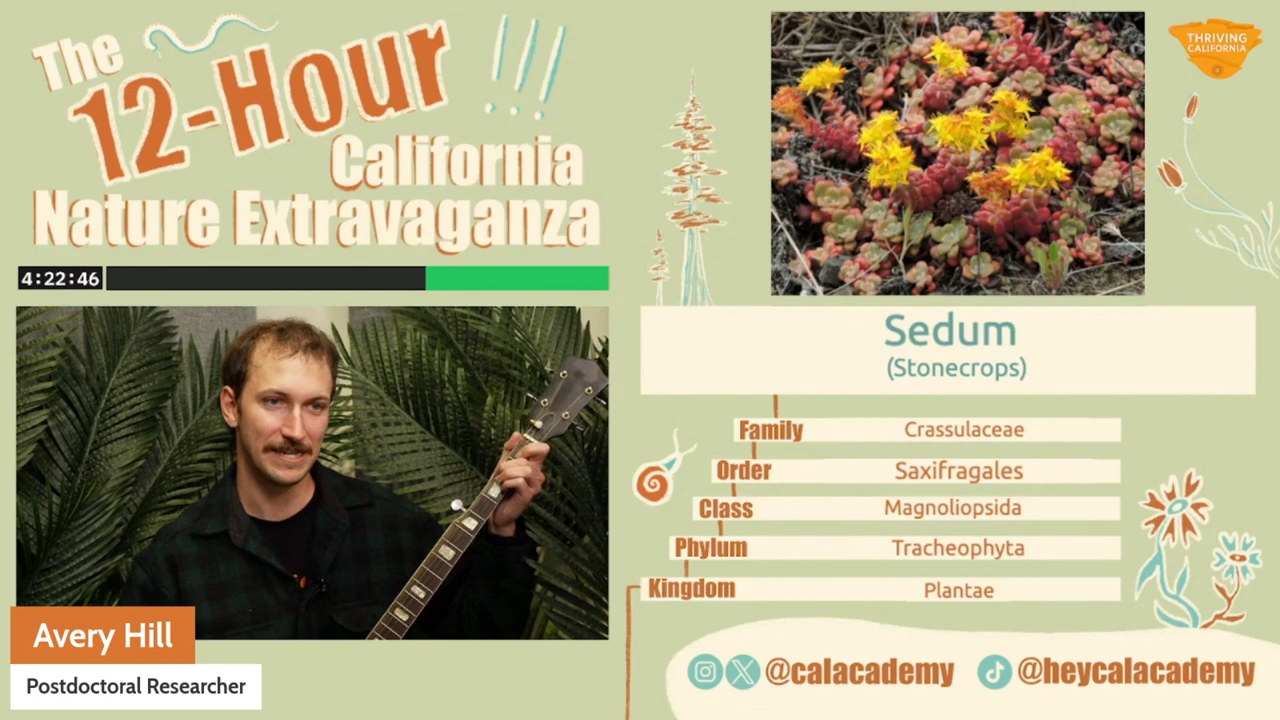 The
12-Hour!!!
California
Nature Extravaganza
4:22:46
Avery Hill
Postdoctoral Researcher
THRIVING
CALIFORNIA
Sedum
(Stonecrops)
Family Crassulaceae
Order Saxifragales
Class Magnoliopsida
Phylum Tracheophyta
Kingdom Plantae
@calacademy @heycalacademy